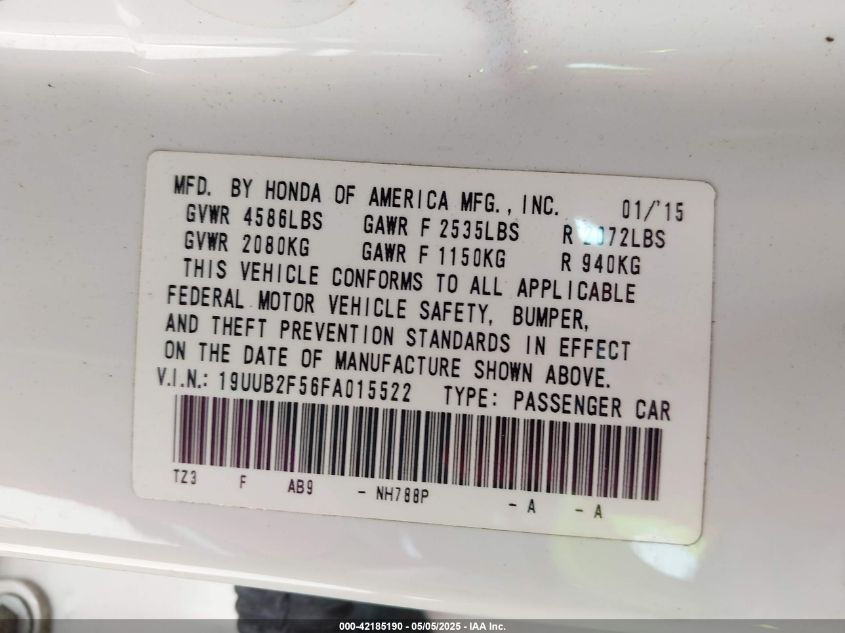 MFD. BY HONDA OF AMERICA MFG., INC. 01/'15
GVWR 4586LBS GAWR F 2535LBS R 2072LBS
GVWR 2080KG GAWR F 1150KG R 940KG
THIS VEHICLE CONFORMS TO ALL APPLICABLE
FEDERAL MOTOR VEHICLE SAFETY, BUMPER,
AND THEFT PREVENTION STANDARDS IN EFFECT
ON THE DATE OF MANUFACTURE SHOWN ABOVE.
V.I.N.: 19UUB2F56FA015522 TYPE: PASSENGER CAR
TZ3 F AB9 - NH788P - A - A
000-42185190 - 05/05/2025 - IAA Inc.